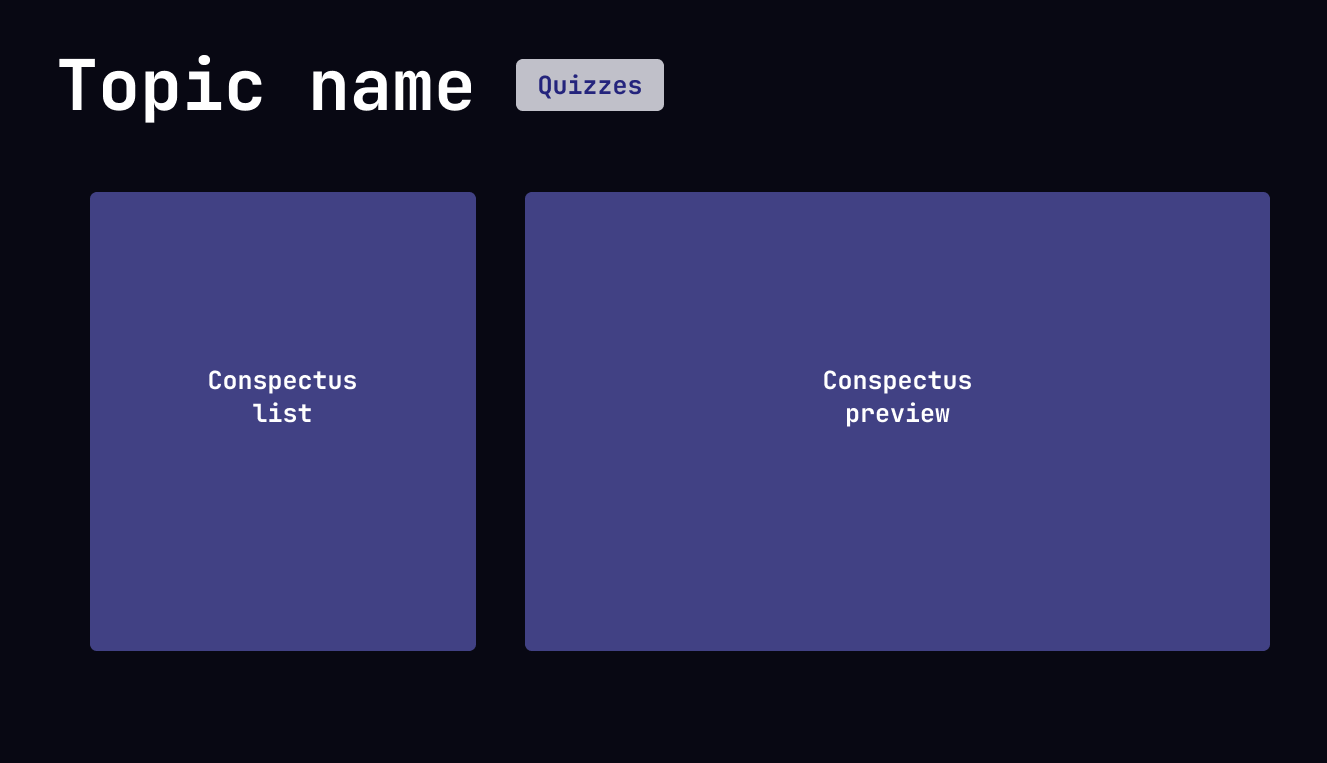 Topic name
Quizzes
Conspectus
list
Conspectus
preview